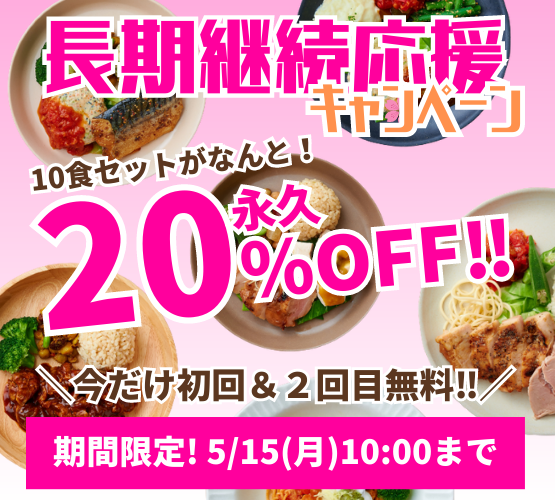 長期継続応援
キャンペーン
10食セットがなんと！
永久
20%OFF!!
＼今だけ初回＆２回目無料!!／
期間限定! 5/15(月)10:00まで